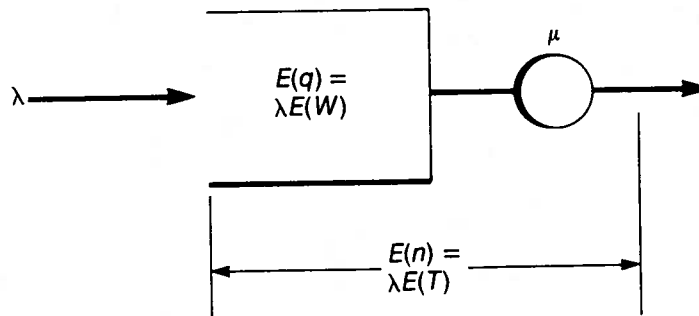 μ
λ
E(q) =
λE(W)
E(n) =
λE(T)